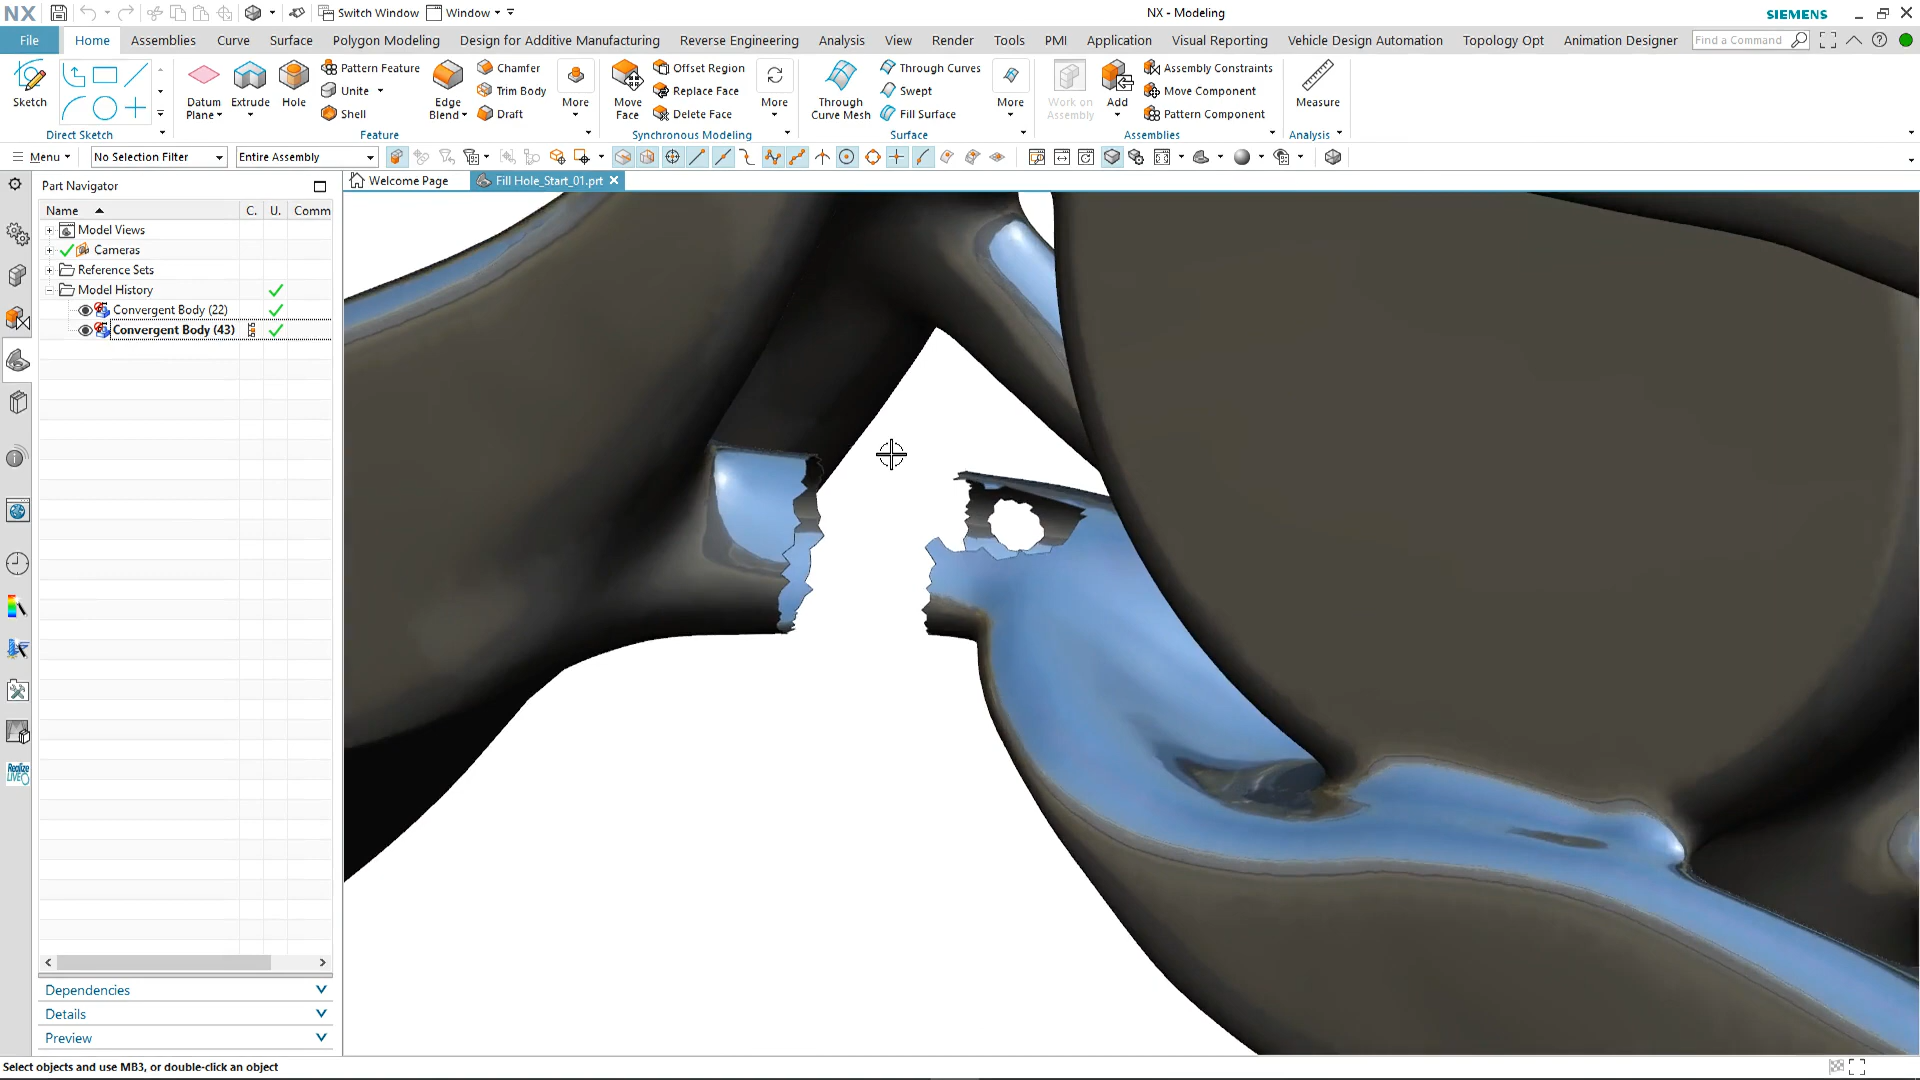 NX
Switch Window
Window
NX - Modeling
SIEMENS
File
Home
Assemblies
Curve
Surface
Polygon Modeling
Design for Additive Manufacturing
Reverse Engineering
Analysis
View
Render
Tools
PMI
Application
Visual Reporting
Vehicle Design Automation
Topology Opt
Animation Designer
Find a Command
Sketch
Direct Sketch
Datum
Plane
Extrude
Hole
Pattern Feature
Unite
Shell
Edge
Blend
Chamfer
Trim Body
Draft
More
Feature
Move
Face
Offset Region
Replace Face
Delete Face
More
Synchronous Modeling
Through
Curve Mesh
Through Curves
Swept
Fill Surface
More
Surface
Work on
Assembly
Add
Assembly Constraints
Move Component
Pattern Component
Assemblies
Measure
Analysis
Menu
No Selection Filter
Entire Assembly
Part Navigator
Welcome Page
Fill Hole_Start_01.prt
Name
C.
U.
Comm
Model Views
Cameras
Reference Sets
Model History
Convergent Body (22)
Convergent Body (43)
Realize
LIVE
Dependencies
Details
Preview
Select objects and use MB3, or double-click an object